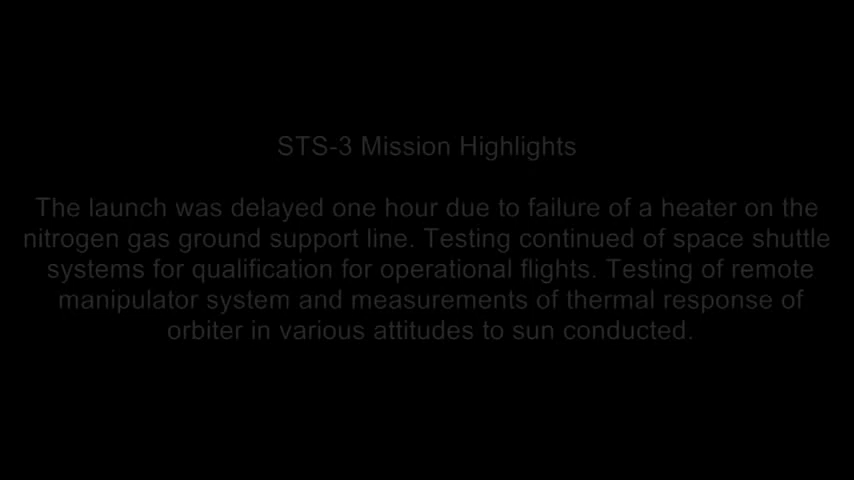 STS-3 Mission Highlights
The launch was delayed one hour due to failure of a heater on the
nitrogen gas ground support line. Testing continued of space shuttle
systems for qualification for operational flights. Testing of remote
manipulator system and measurements of thermal response of
orbiter in various attitudes to sun conducted.